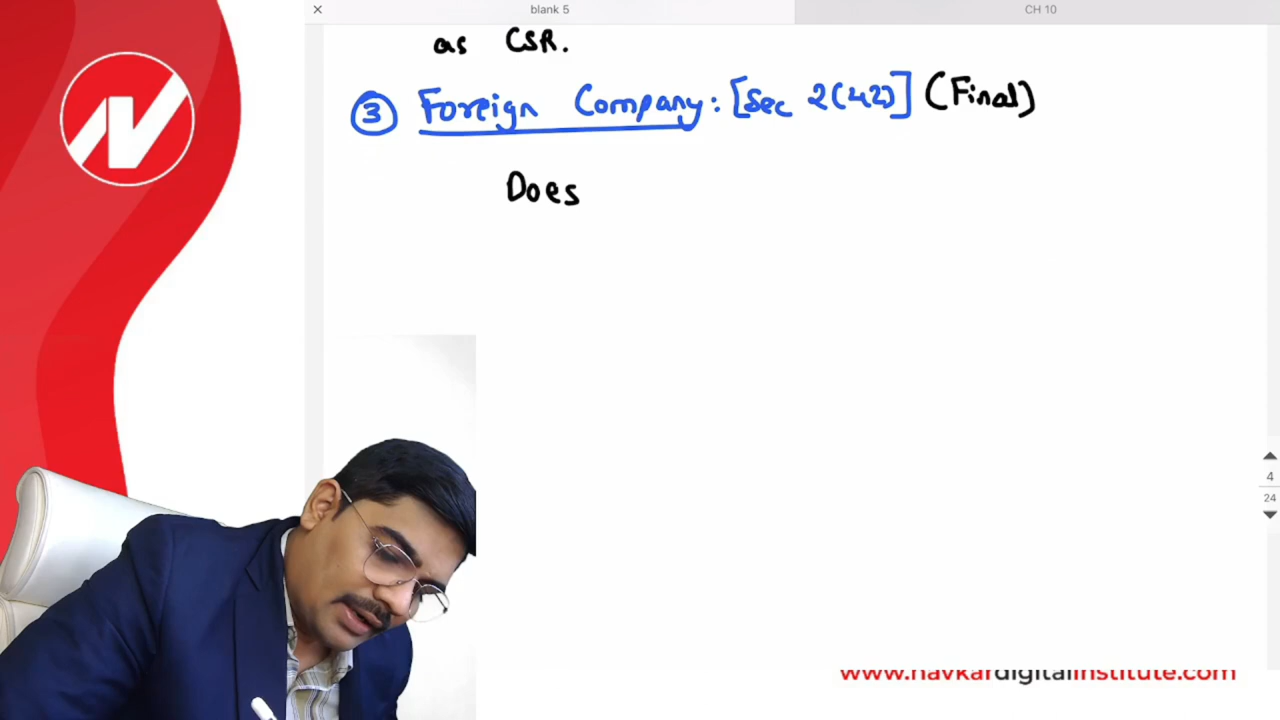 blank 5
CH 10
as CSR.
3 Foreign Company: [Sec 2(42)] (Final)
Does
4
24
www.navkardigitalinstitute.com